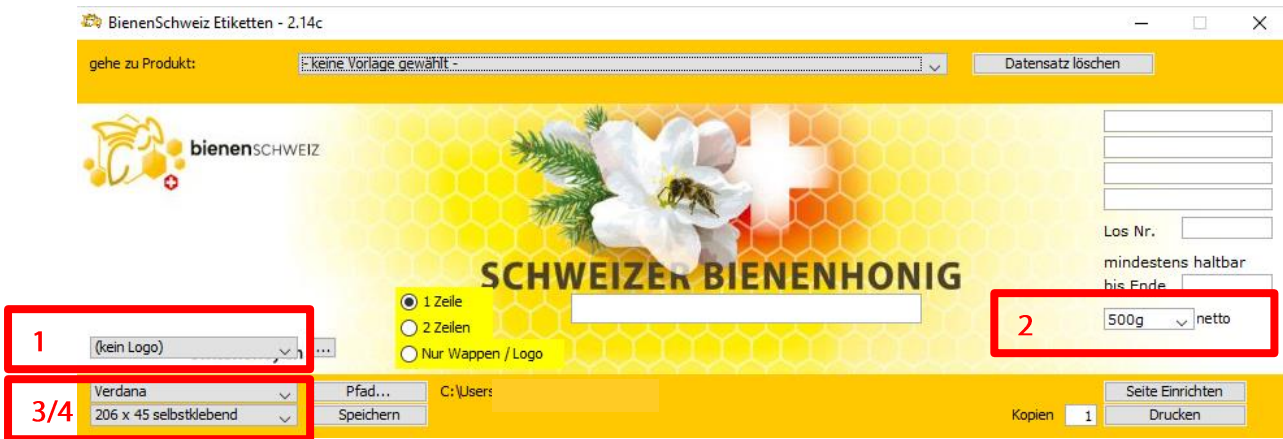 BienenSchweiz Etiketten - 2.14c
gehe zu Produkt:
- keine Vorlage gewählt -
Datensatz löschen
bienenSCHWEIZ
Los Nr.
mindestens haltbar
bis Ende
SCHWEIZER BIENENHONIG
1 Zeile
2 Zeilen
Nur Wappen / Logo
2
500g
netto
1
(kein Logo)
...
3/4
Verdana
Pfad...
C:\Users
Seite Einrichten
206 x 45 selbstklebend
Speichern
Kopien
1
Drucken